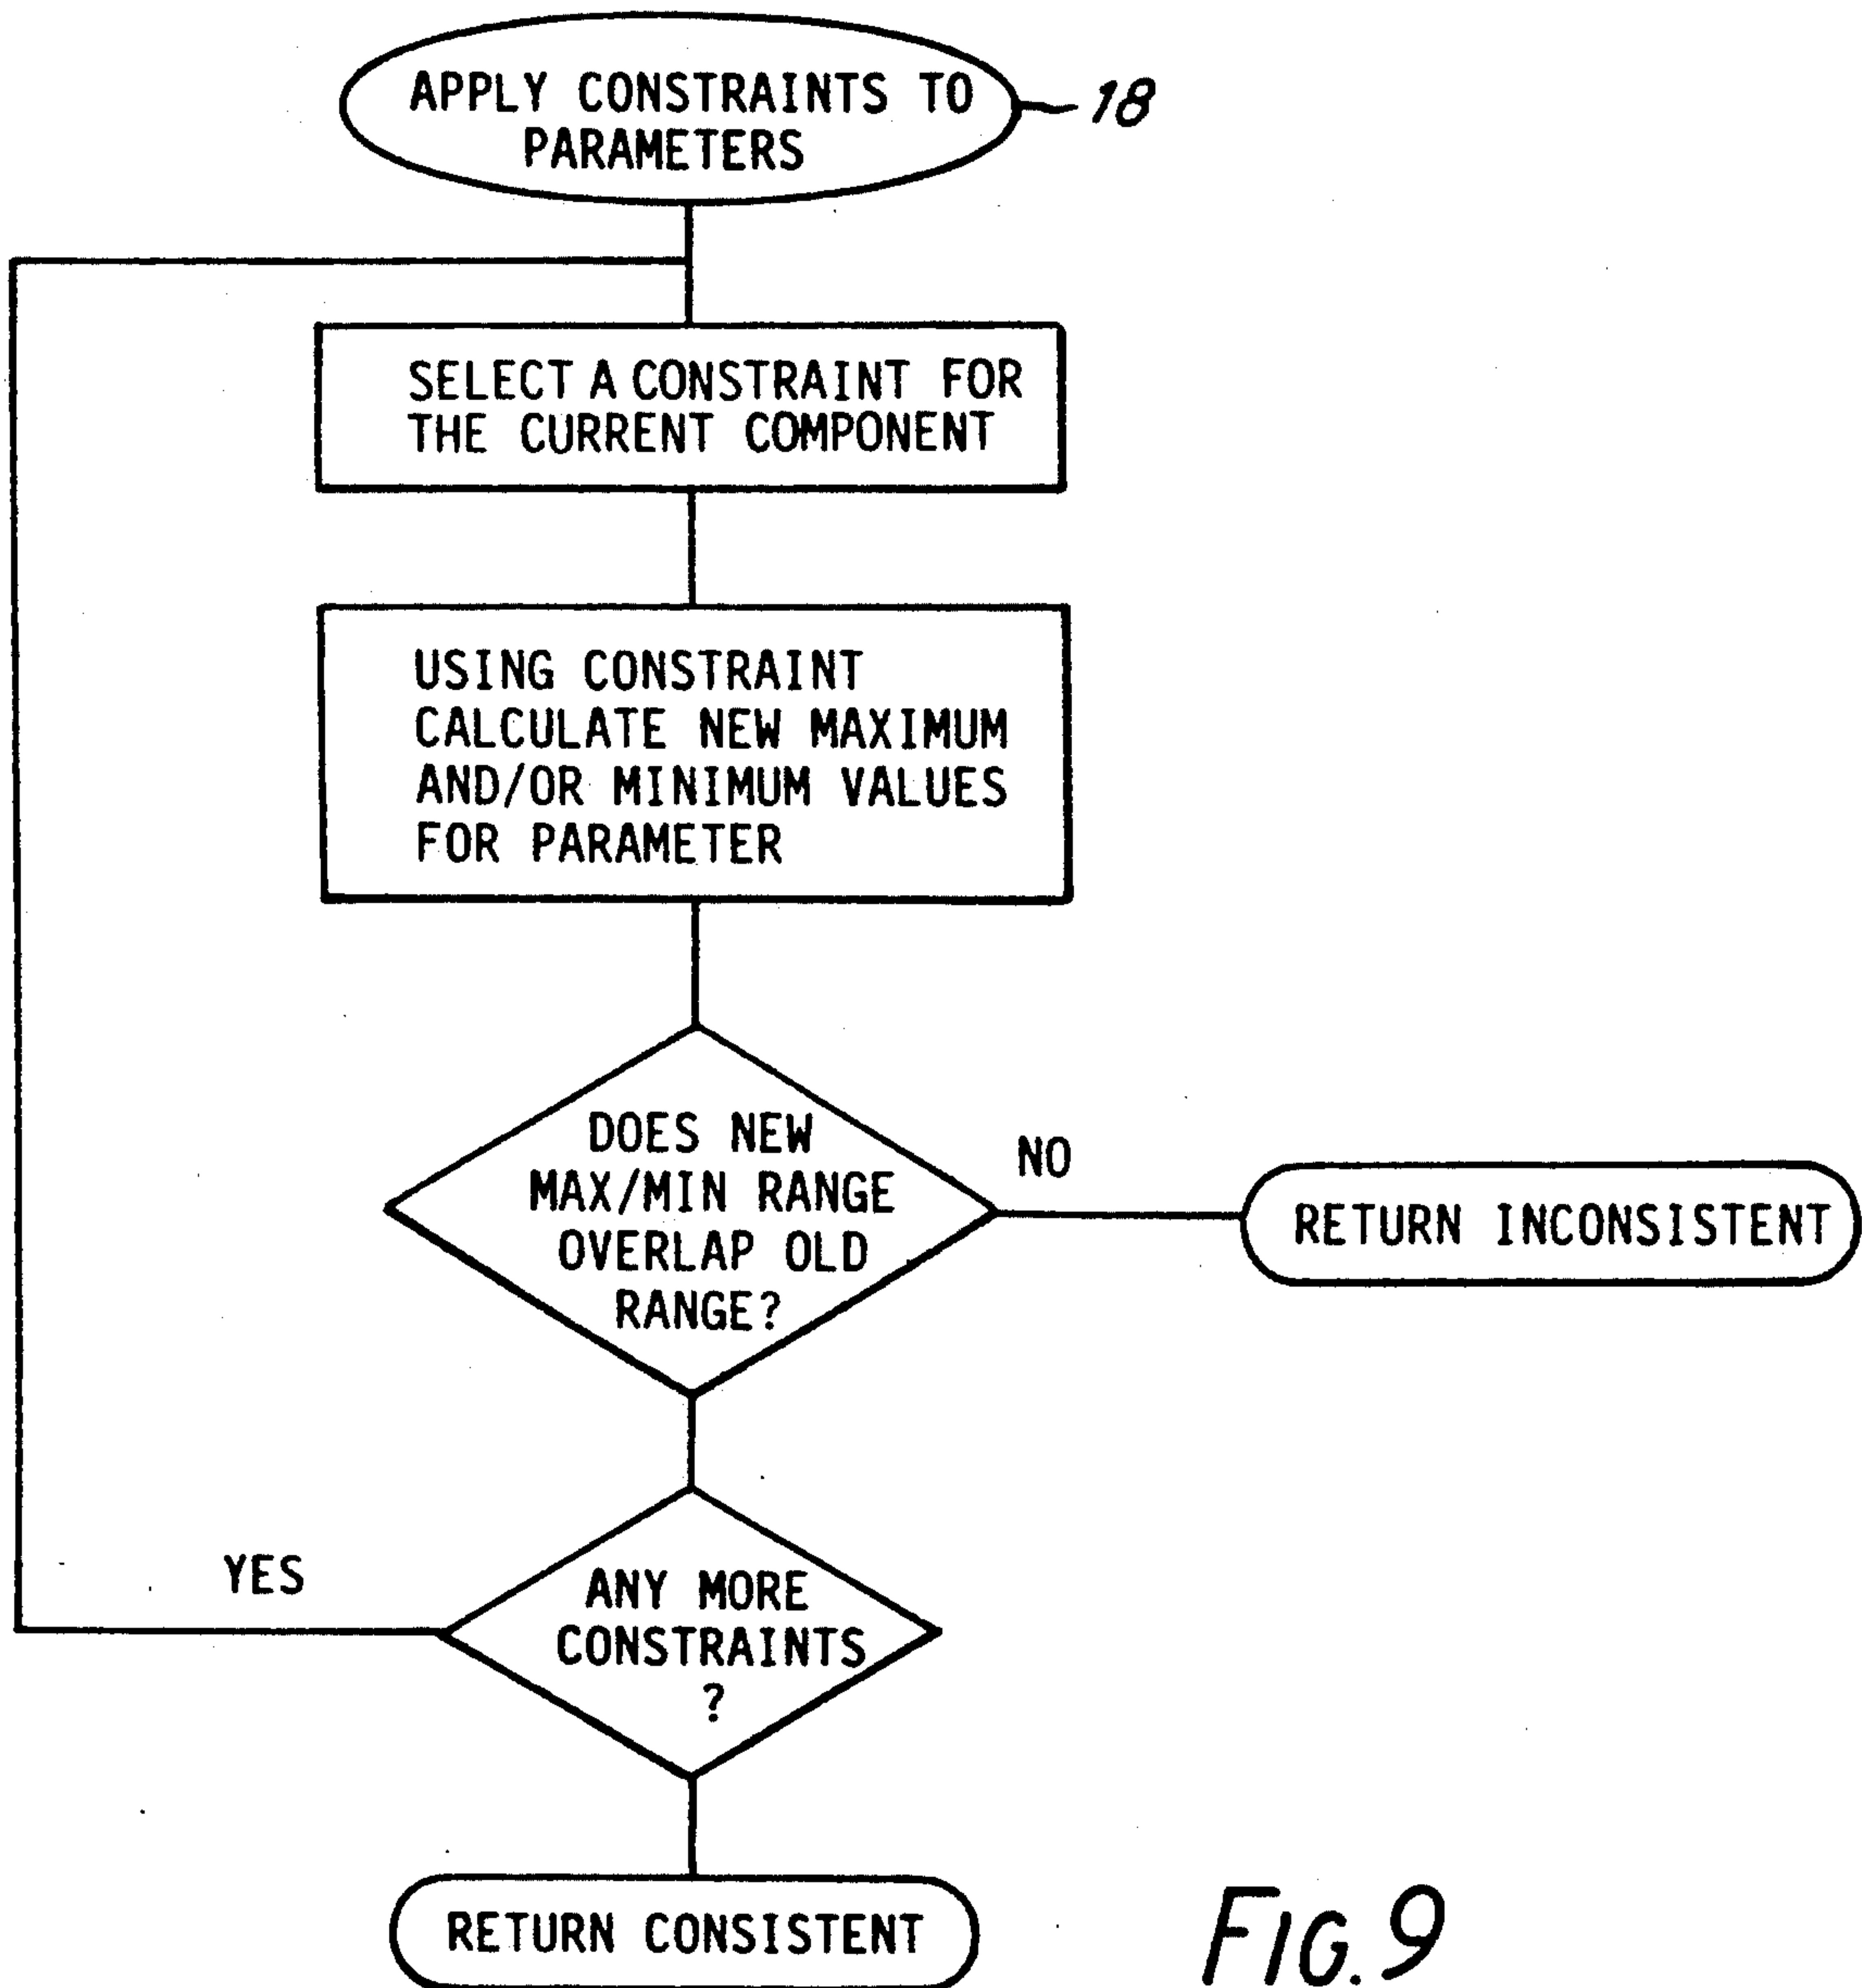 APPLY CONSTRAINTS TO
PARAMETERS
18
SELECT A CONSTRAINT FOR
THE CURRENT COMPONENT
USING CONSTRAINT
CALCULATE NEW MAXIMUM
AND/OR MINIMUM VALUES
FOR PARAMETER
DOES NEW
MAX/MIN RANGE
OVERLAP OLD
RANGE?
NO
RETURN INCONSISTENT
YES
ANY MORE
CONSTRAINTS
?
RETURN CONSISTENT
FIG. 9